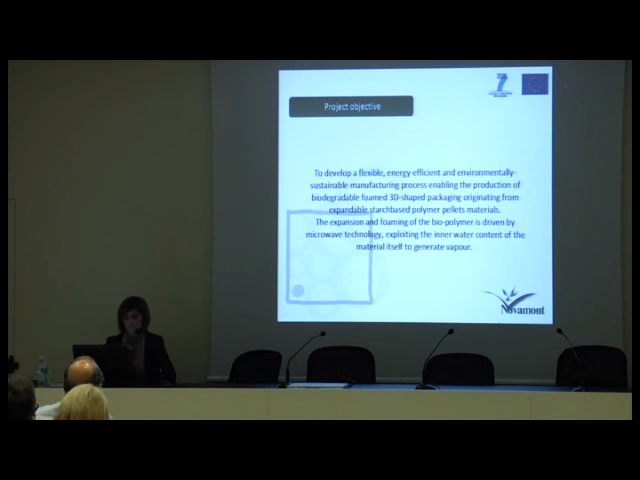 Project objective
To develop a flexible, energy-efficient and environmentally-
sustainable manufacturing process enabling the production of
biodegradable foamed 3D-shaped packaging originating from
expandable starchbased polymer pellets materials.
The expansion and foaming of the bio-polymer is driven by
microwave technology, exploiting the inner water content of the
material itself to generate vapour.
Novamont